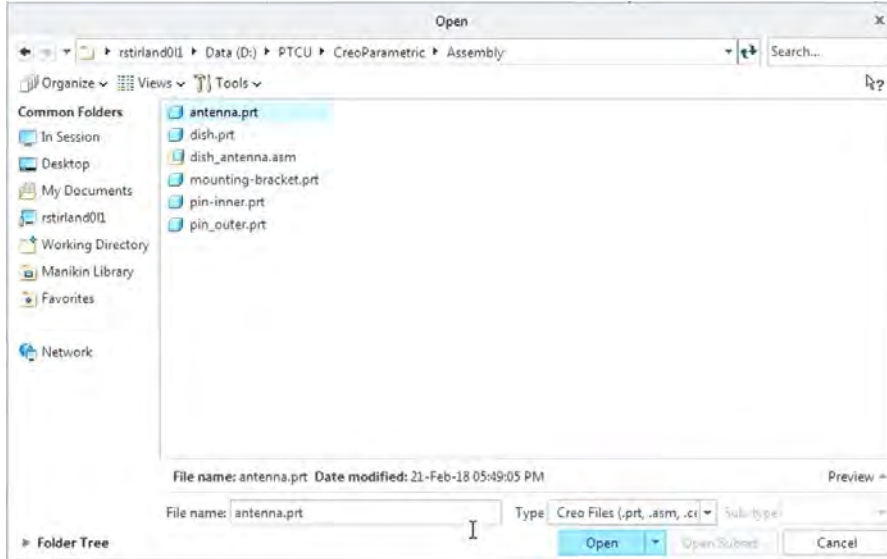 Open
rstirland0l1 Data (D:) PTCU CreoParametric Assembly Search...
Organize Views Tools
Common Folders
In Session
Desktop
My Documents
rstirland0l1
Working Directory
Manikin Library
Favorites
Network
antenna.prt
dish.prt
dish_antenna.asm
mounting-bracket.prt
pin-inner.prt
pin_outer.prt
File name: antenna.prt Date modified: 21-Feb-18 05:49:05 PM Preview
File name: antenna.prt Type Creo Files (.prt, .asm, .c Sub-type
Folder Tree Open Open Subset Cancel